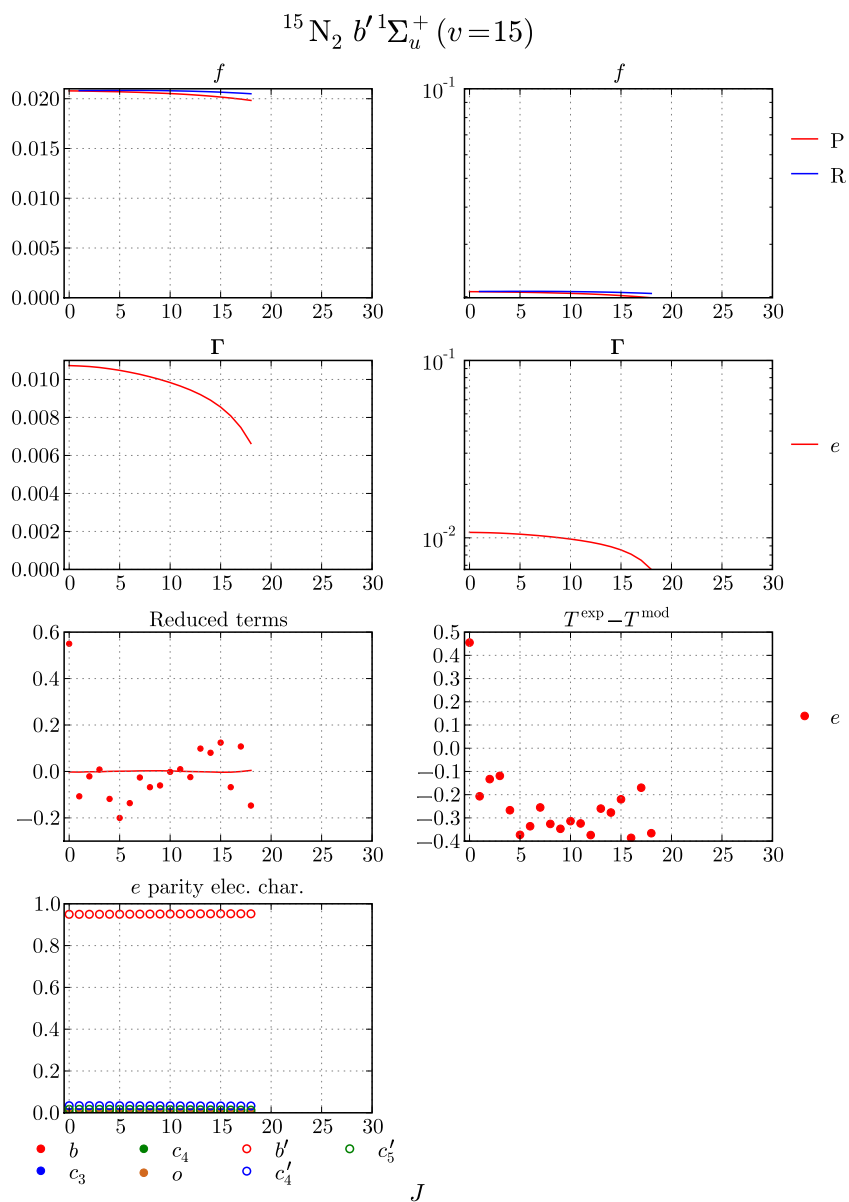 ¹⁵N₂ b′ ¹Σᵤ⁺ (v=15)
f
0.020
0.015
0.010
0.005
0.000
0 5 10 15 20 25 30
f
10⁻¹
0 5 10 15 20 25 30
P
R
Γ
0.010
0.008
0.006
0.004
0.002
0.000
0 5 10 15 20 25 30
Γ
10⁻¹
10⁻²
0 5 10 15 20 25 30
e
Reduced terms
0.6
0.4
0.2
0.0
−0.2
0 5 10 15 20 25 30
T^exp−T^mod
0.5
0.4
0.3
0.2
0.1
0.0
−0.1
−0.2
−0.3
−0.4
0 5 10 15 20 25 30
e
e parity elec. char.
1.0
0.8
0.6
0.4
0.2
0.0
0 5 10 15 20 25 30
b c₄ b′ c₅′
c₃ o c₄′
J